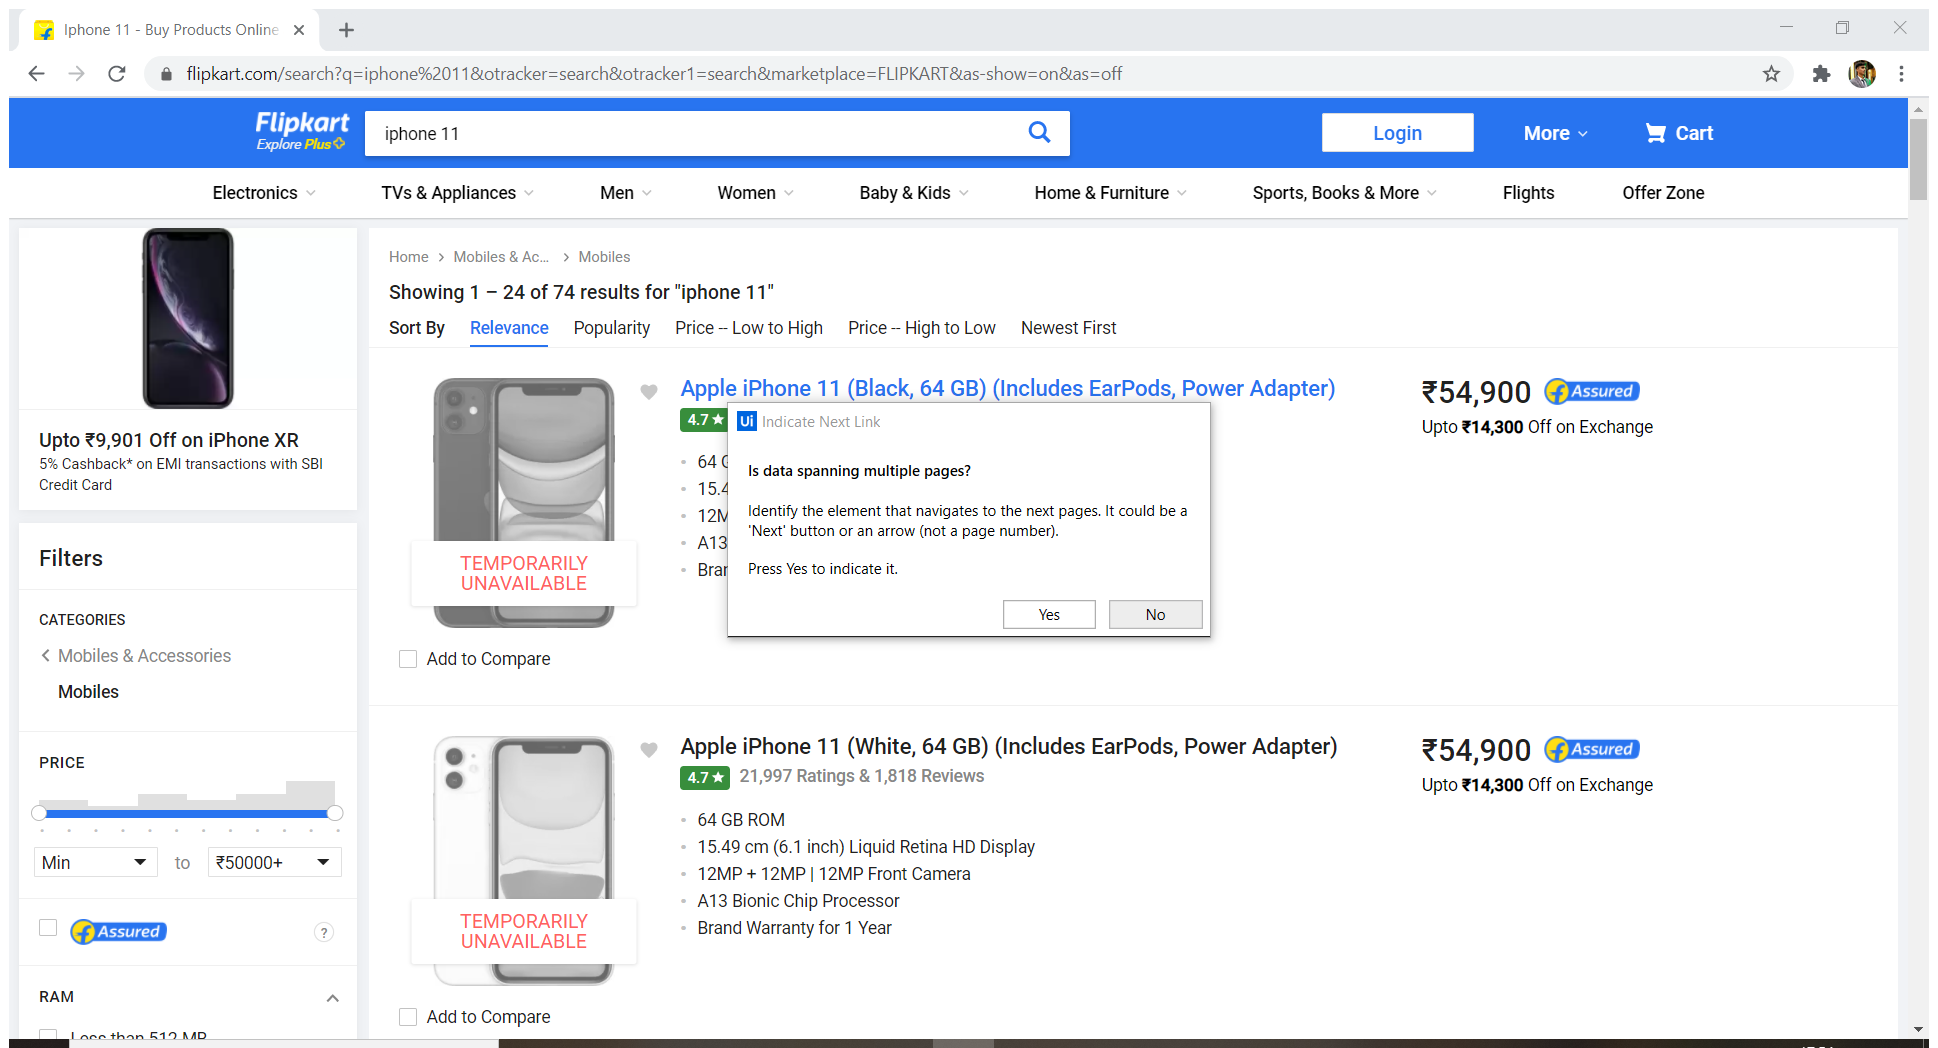 Iphone 11 - Buy Products Online
flipkart.com/search?q=iphone%2011&otracker=search&otracker1=search&marketplace=FLIPKART&as-show=on&as=off
Flipkart
Explore Plus
iphone 11
Login
More
Cart
Electronics
TVs & Appliances
Men
Women
Baby & Kids
Home & Furniture
Sports, Books & More
Flights
Offer Zone
Upto ₹9,901 Off on iPhone XR
5% Cashback* on EMI transactions with SBI
Credit Card
Filters
CATEGORIES
Mobiles & Accessories
Mobiles
PRICE
Min
to
₹50000+
Assured
?
RAM
Less than 512 MB
Home
Mobiles & Ac...
Mobiles
Showing 1 – 24 of 74 results for "iphone 11"
Sort By
Relevance
Popularity
Price -- Low to High
Price -- High to Low
Newest First
Apple iPhone 11 (Black, 64 GB) (Includes EarPods, Power Adapter)
4.7★
64 G
15.4
12M
A13
Brar
TEMPORARILY
UNAVAILABLE
Add to Compare
₹54,900
Assured
Upto ₹14,300 Off on Exchange
Ui Indicate Next Link
Is data spanning multiple pages?
Identify the element that navigates to the next pages. It could be a
'Next' button or an arrow (not a page number).
Press Yes to indicate it.
Yes
No
Apple iPhone 11 (White, 64 GB) (Includes EarPods, Power Adapter)
4.7★ 21,997 Ratings & 1,818 Reviews
64 GB ROM
15.49 cm (6.1 inch) Liquid Retina HD Display
12MP + 12MP | 12MP Front Camera
A13 Bionic Chip Processor
Brand Warranty for 1 Year
TEMPORARILY
UNAVAILABLE
Add to Compare
₹54,900
Assured
Upto ₹14,300 Off on Exchange